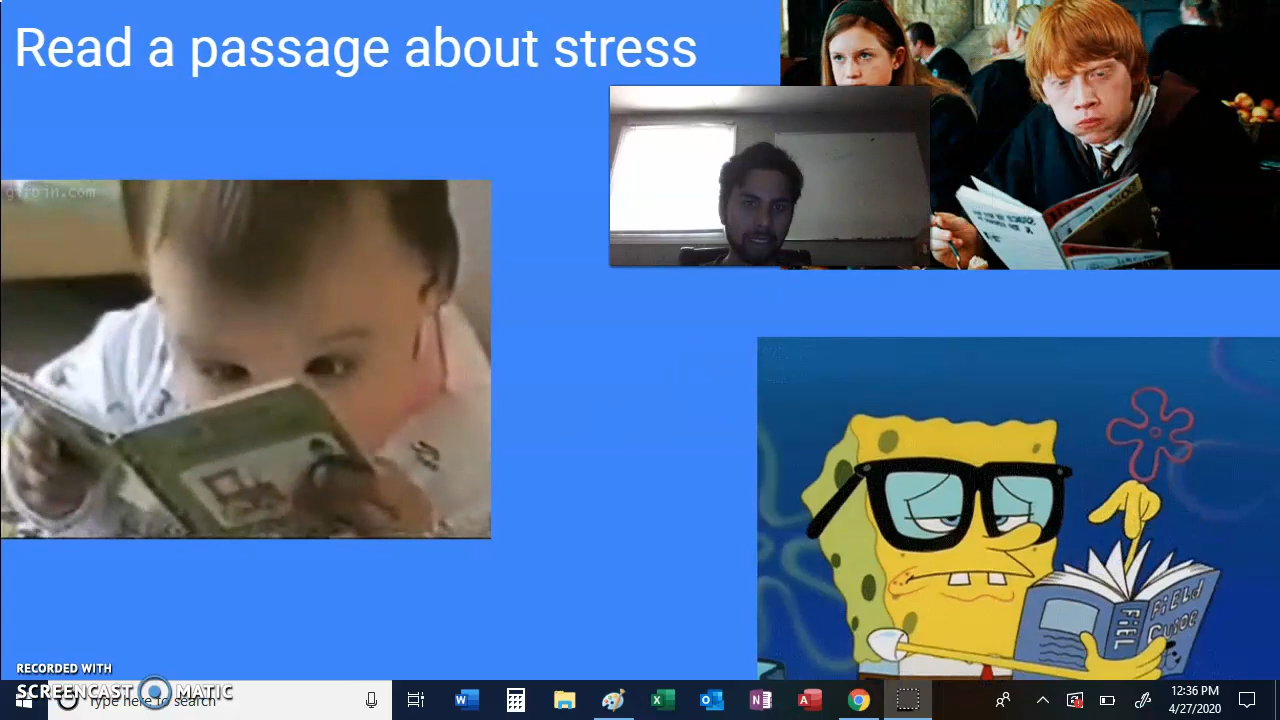 Read a passage about stress
gifbin.com
FiELd
GUiDE
FiEL
RECORDED WITH
SCREENCAST MATIC
Type here to search
12:36 PM
4/27/2020